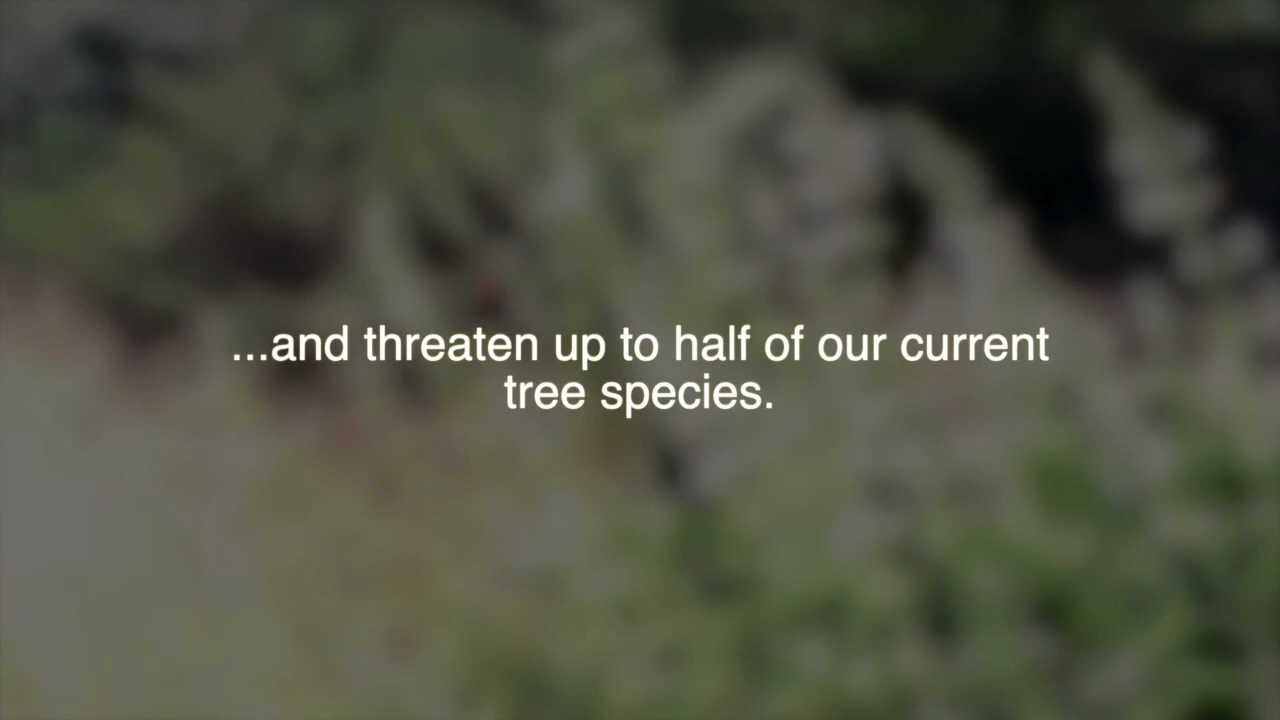 ...and threaten up to half of our current
tree species.